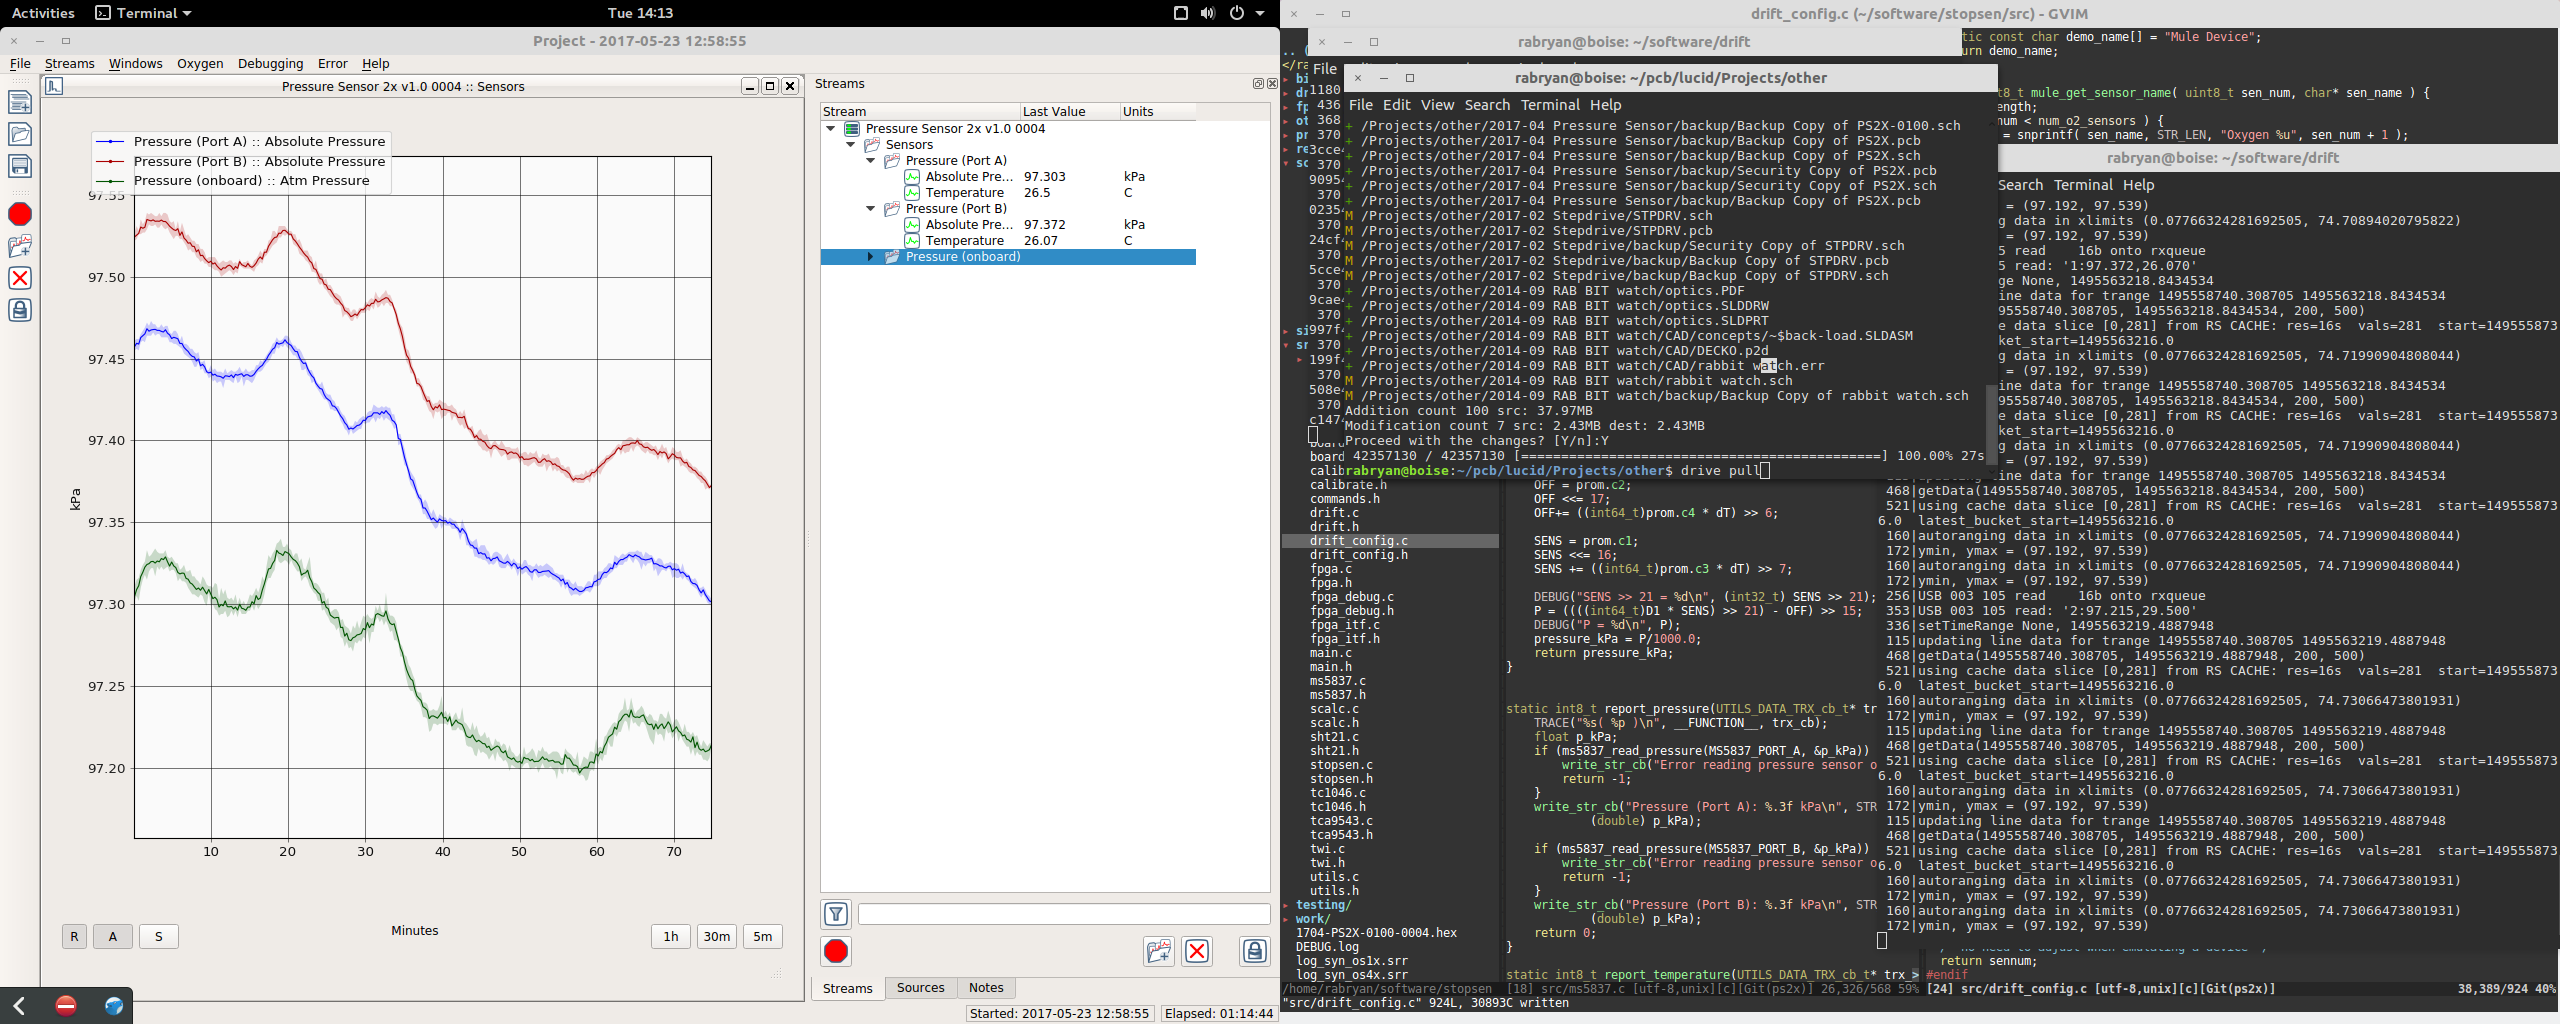 Activities
Terminal
Tue 14:13
Project - 2017-05-23 12:58:55
File Streams Windows Oxygen Debugging Error Help
Pressure Sensor 2x v1.0 0004 :: Sensors
Pressure (Port A) :: Absolute Pressure
Pressure (Port B) :: Absolute Pressure
Pressure (onboard) :: Atm Pressure
97.55
97.50
97.45
97.40
97.35
97.30
97.25
97.20
kPa
10 20 30 40 50 60 70
Minutes
R A S
1h 30m 5m
Streams
Stream Last Value Units
Pressure Sensor 2x v1.0 0004
Sensors
Pressure (Port A)
Absolute Pre... 97.303 kPa
Temperature 26.5 C
Pressure (Port B)
Absolute Pre... 97.372 kPa
Temperature 26.07 C
Pressure (onboard)
Streams Sources Notes
Started: 2017-05-23 12:58:55 Elapsed: 01:14:44
drift_config.c (~/software/stopsen/src) - GVIM
tic const char demo_name[] = "Mule Device";
urn demo_name;
t8_t mule_get_sensor_name( uint8_t sen_num, char* sen_name ) {
ength;
num < num_o2_sensors ) {
= snprintf( sen_name, STR_LEN, "Oxygen %u", sen_num + 1 );
rabryan@boise: ~/software/drift
File
1180
436
368
370
3cce
370
9095
370
0235
370
24cf
370
5cce
370
9cae
370
997f
370
199f
370
508e
370
c147
rabryan@boise: ~/pcb/lucid/Projects/other
File Edit View Search Terminal Help
+ /Projects/other/2017-04 Pressure Sensor/backup/Backup Copy of PS2X-0100.sch
+ /Projects/other/2017-04 Pressure Sensor/backup/Backup Copy of PS2X.pcb
+ /Projects/other/2017-04 Pressure Sensor/backup/Backup Copy of PS2X.sch
+ /Projects/other/2017-04 Pressure Sensor/backup/Security Copy of PS2X.pcb
+ /Projects/other/2017-04 Pressure Sensor/backup/Security Copy of PS2X.sch
+ /Projects/other/2017-04 Pressure Sensor/backup/Backup Copy of PS2X.pcb
M /Projects/other/2017-02 Stepdrive/STPDRV.sch
M /Projects/other/2017-02 Stepdrive/STPDRV.pcb
M /Projects/other/2017-02 Stepdrive/backup/Security Copy of STPDRV.sch
M /Projects/other/2017-02 Stepdrive/backup/Backup Copy of STPDRV.pcb
M /Projects/other/2017-02 Stepdrive/backup/Backup Copy of STPDRV.sch
+ /Projects/other/2014-09 RAB BIT watch/optics.PDF
+ /Projects/other/2014-09 RAB BIT watch/optics.SLDDRW
+ /Projects/other/2014-09 RAB BIT watch/optics.SLDPRT
+ /Projects/other/2014-09 RAB BIT watch/CAD/concepts/~$back-load.SLDASM
+ /Projects/other/2014-09 RAB BIT watch/CAD/DECKO.p2d
+ /Projects/other/2014-09 RAB BIT watch/CAD/rabbit watch.err
M /Projects/other/2014-09 RAB BIT watch/rabbit watch.sch
M /Projects/other/2014-09 RAB BIT watch/backup/Backup Copy of rabbit watch.sch
Addition count 100 src: 37.97MB
Modification count 7 src: 2.43MB dest: 2.43MB
Proceed with the changes? [Y/n]:Y
42357130 / 42357130 [=============================================] 100.00% 27s
rabryan@boise:~/pcb/lucid/Projects/other$ drive pull
board
calib
calibrate.h
commands.h
drift.c
drift.h
drift_config.c
drift_config.h
fpga.c
fpga.h
fpga_debug.c
fpga_debug.h
fpga_itf.c
fpga_itf.h
main.c
main.h
ms5837.c
ms5837.h
scalc.c
scalc.h
sht21.c
sht21.h
stopsen.c
stopsen.h
tc1046.c
tc1046.h
tca9543.c
tca9543.h
twi.c
twi.h
utils.c
utils.h
testing/
work/
1704-PS2X-0100-0004.hex
DEBUG.log
log_syn_os1x.srr
log_syn_os4x.srr
OFF = prom.c2;
OFF <<= 17;
OFF+= ((int64_t)prom.c4 * dT) >> 6;
SENS = prom.c1;
SENS <<= 16;
SENS += ((int64_t)prom.c3 * dT) >> 7;
DEBUG("SENS >> 21 = %d\n", (int32_t) SENS >> 21);
P = ((((int64_t)D1 * SENS) >> 21) - OFF) >> 15;
DEBUG("P = %d\n", P);
pressure_kPa = P/1000.0;
return pressure_kPa;
}
static int8_t report_pressure(UTILS_DATA_TRX_cb_t* tr
TRACE("%s( %p )\n", __FUNCTION__, trx_cb);
float p_kPa;
if (ms5837_read_pressure(MS5837_PORT_A, &p_kPa))
write_str_cb("Error reading pressure sensor o
return -1;
}
write_str_cb("Pressure (Port A): %.3f kPa\n", STR
(double) p_kPa);
if (ms5837_read_pressure(MS5837_PORT_B, &p_kPa))
write_str_cb("Error reading pressure sensor o
return -1;
}
write_str_cb("Pressure (Port B): %.3f kPa\n", STR
(double) p_kPa);
return 0;
}
static int8_t report_temperature(UTILS_DATA_TRX_cb_t* trx >
rabryan@boise: ~/software/drift
Search Terminal Help
= (97.192, 97.539)
g data in xlimits (0.07766324281692505, 74.70894020795822)
= (97.192, 97.539)
5 read 16b onto rxqueue
5 read: '1:97.372,26.070'
ge None, 1495563218.8434534
ine data for trange 1495558740.308705 1495563218.8434534
95558740.308705, 1495563218.8434534, 200, 500)
e data slice [0,281] from RS CACHE: res=16s vals=281 start=149555873
ket_start=1495563216.0
g data in xlimits (0.07766324281692505, 74.71990904808044)
= (97.192, 97.539)
ine data for trange 1495558740.308705 1495563218.8434534
95558740.308705, 1495563218.8434534, 200, 500)
e data slice [0,281] from RS CACHE: res=16s vals=281 start=149555873
ket_start=1495563216.0
g data in xlimits (0.07766324281692505, 74.71990904808044)
= (97.192, 97.539)
115|updating line data for trange 1495558740.308705 1495563218.8434534
468|getData(1495558740.308705, 1495563218.8434534, 200, 500)
521|using cache data slice [0,281] from RS CACHE: res=16s vals=281 start=149555873
6.0 latest_bucket_start=1495563216.0
160|autoranging data in xlimits (0.07766324281692505, 74.71990904808044)
172|ymin, ymax = (97.192, 97.539)
160|autoranging data in xlimits (0.07766324281692505, 74.71990904808044)
172|ymin, ymax = (97.192, 97.539)
256|USB 003 105 read 16b onto rxqueue
353|USB 003 105 read: '2:97.215,29.500'
336|setTimeRange None, 1495563219.4887948
115|updating line data for trange 1495558740.308705 1495563219.4887948
468|getData(1495558740.308705, 1495563219.4887948, 200, 500)
521|using cache data slice [0,281] from RS CACHE: res=16s vals=281 start=149555873
6.0 latest_bucket_start=1495563216.0
160|autoranging data in xlimits (0.07766324281692505, 74.73066473801931)
172|ymin, ymax = (97.192, 97.539)
115|updating line data for trange 1495558740.308705 1495563219.4887948
468|getData(1495558740.308705, 1495563219.4887948, 200, 500)
521|using cache data slice [0,281] from RS CACHE: res=16s vals=281 start=149555873
6.0 latest_bucket_start=1495563216.0
160|autoranging data in xlimits (0.07766324281692505, 74.73066473801931)
172|ymin, ymax = (97.192, 97.539)
115|updating line data for trange 1495558740.308705 1495563219.4887948
468|getData(1495558740.308705, 1495563219.4887948, 200, 500)
521|using cache data slice [0,281] from RS CACHE: res=16s vals=281 start=149555873
6.0 latest_bucket_start=1495563216.0
160|autoranging data in xlimits (0.07766324281692505, 74.73066473801931)
172|ymin, ymax = (97.192, 97.539)
160|autoranging data in xlimits (0.07766324281692505, 74.73066473801931)
172|ymin, ymax = (97.192, 97.539)
return sennum;
#endif
/home/rabryan/software/stopsen [18] src/ms5837.c [utf-8,unix][c][Git(ps2x)] 26,326/568 59% [24] src/drift_config.c [utf-8,unix][c][Git(ps2x)] 38,389/924 40%
"src/drift_config.c" 924L, 30893C written